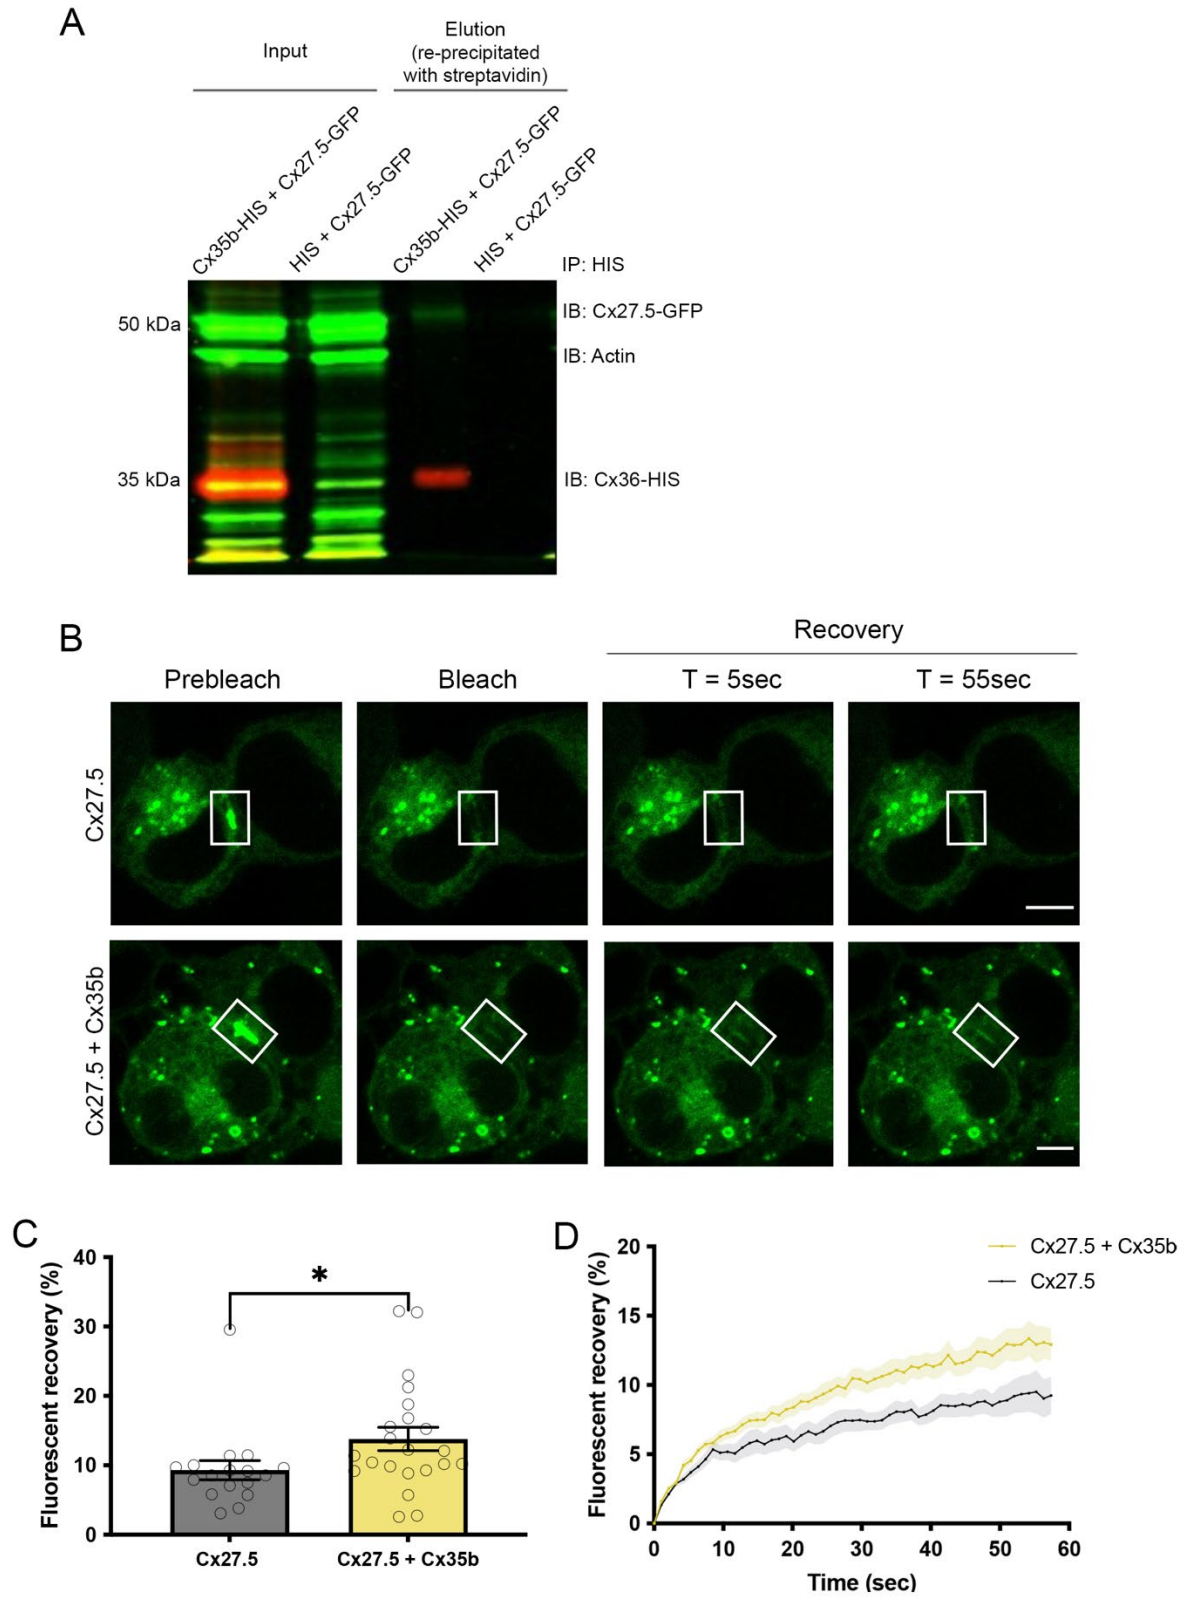 A
Input
Elution
(re-precipitated
with streptavidin)
Cx35b-HIS + Cx27.5-GFP
HIS + Cx27.5-GFP
Cx35b-HIS + Cx27.5-GFP
HIS + Cx27.5-GFP
IP: HIS
50 kDa
IB: Cx27.5-GFP
IB: Actin
35 kDa
IB: Cx36-HIS
B
Recovery
Prebleach
Bleach
T = 5sec
T = 55sec
Cx27.5
Cx27.5 + Cx35b
C
Fluorescent recovery (%)
40
30
20
10
0
*
Cx27.5
Cx27.5 + Cx35b
D
Fluorescent recovery (%)
20
15
10
5
0
Cx27.5 + Cx35b
Cx27.5
0 10 20 30 40 50 60
Time (sec)